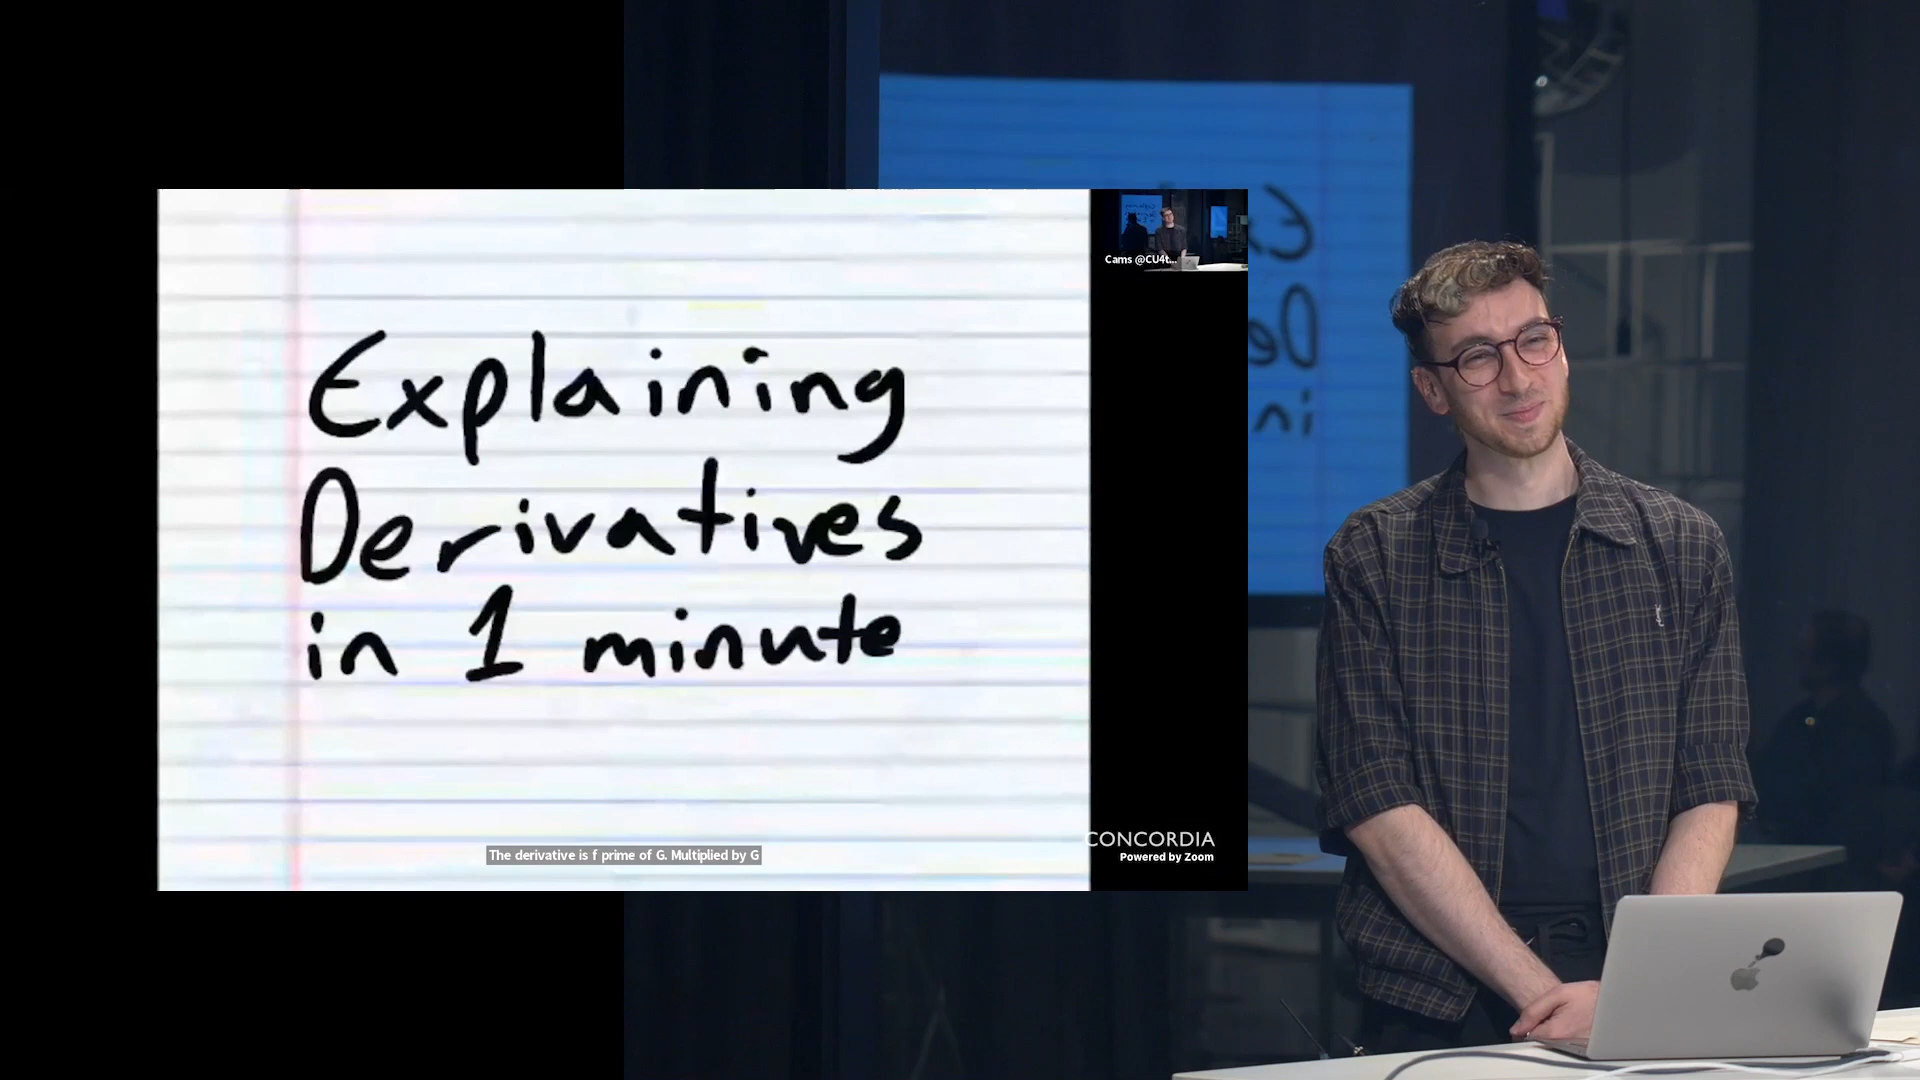 Explaining
Derivatives
in 1 minute
The derivative is f prime of G. Multiplied by G
Cams @CU4t...
CONCORDIA
Powered by Zoom